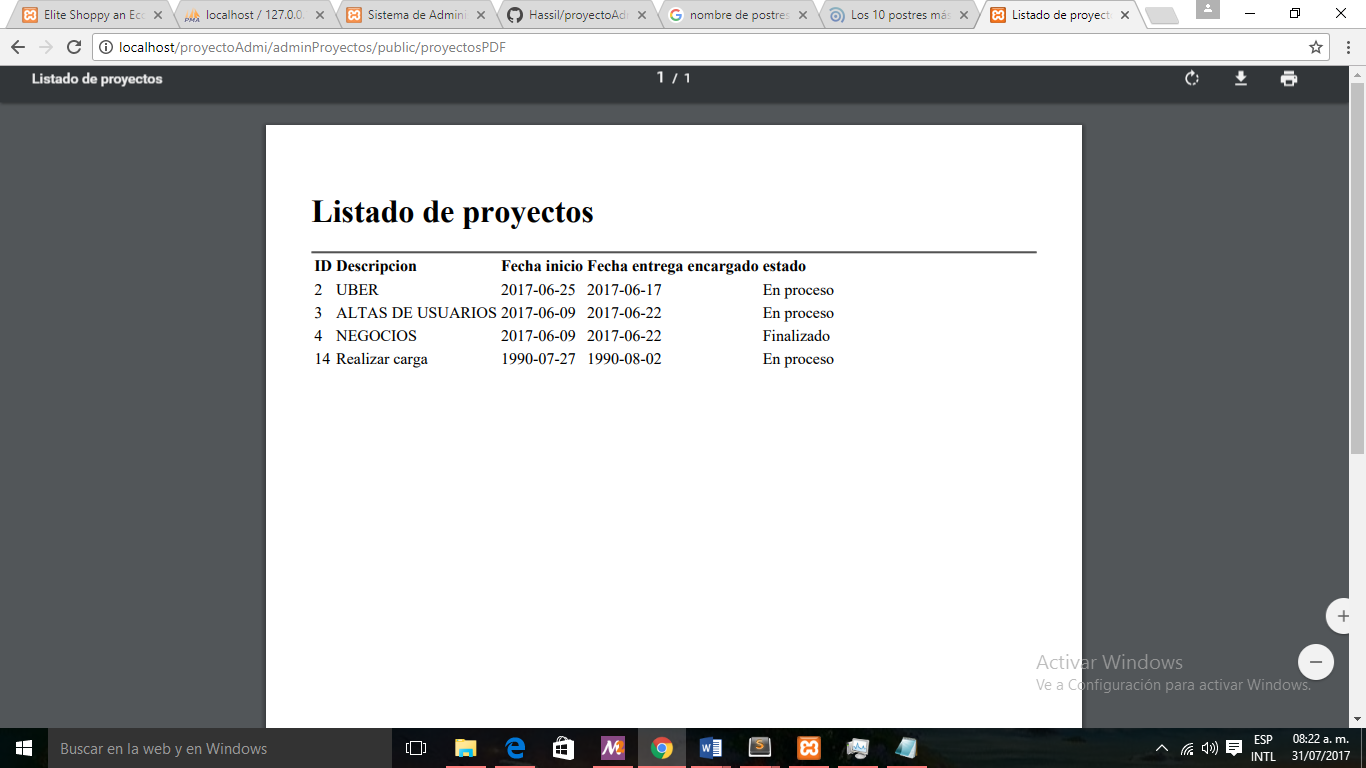 Elite Shoppy an Eco
localhost / 127.0.0.
Sistema de Admini
Hassil/proyectoAdm
nombre de postres
Los 10 postres más
Listado de proyecto
localhost/proyectoAdmi/adminProyectos/public/proyectosPDF
Listado de proyectos
1 / 1
Listado de proyectos
ID Descripcion Fecha inicio Fecha entrega encargado estado
2 UBER 2017-06-25 2017-06-17 En proceso
3 ALTAS DE USUARIOS 2017-06-09 2017-06-22 En proceso
4 NEGOCIOS 2017-06-09 2017-06-22 Finalizado
14 Realizar carga 1990-07-27 1990-08-02 En proceso
Activar Windows
Ve a Configuración para activar Windows.
Buscar en la web y en Windows
ESP
INTL
08:22 a. m.
31/07/2017